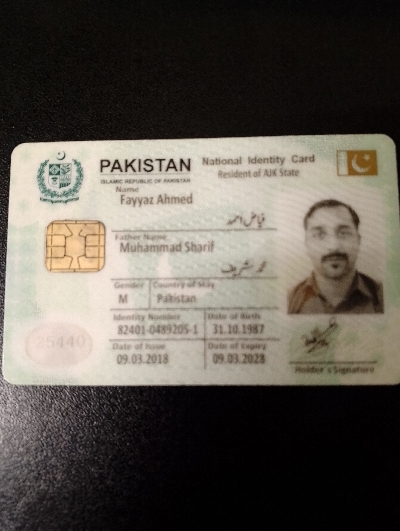 PAKISTAN National Identity Card
ISLAMIC REPUBLIC OF PAKISTAN Resident of AJK State
Name
Fayyaz Ahmed
فیاض احمد
Father Name
Muhammad Sharif
محمد شریف
Gender Country of Stay
M Pakistan
Identity Number Date of Birth
82401-0489205-1 31.10.1987
Date of Issue Date of Expiry
09.03.2018 09.03.2028
25440
Holder's Signature